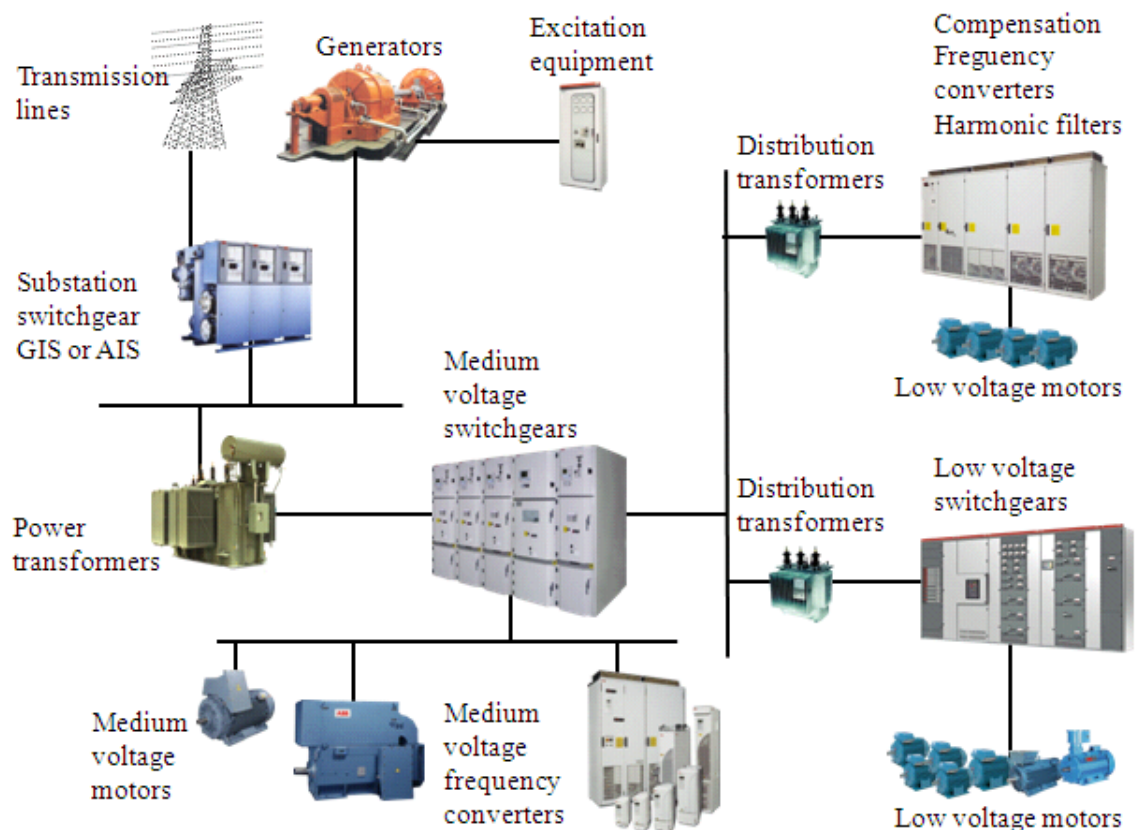 Transmission
lines
Generators
Excitation
equipment
Compensation
Freguency
converters
Harmonic filters
Distribution
transformers
Substation
switchgear
GIS or AIS
Low voltage motors
Medium
voltage
switchgears
Power
transformers
Distribution
transformers
Low voltage
switchgears
Medium
voltage
motors
ABB
Medium
voltage
frequency
converters
Low voltage motors